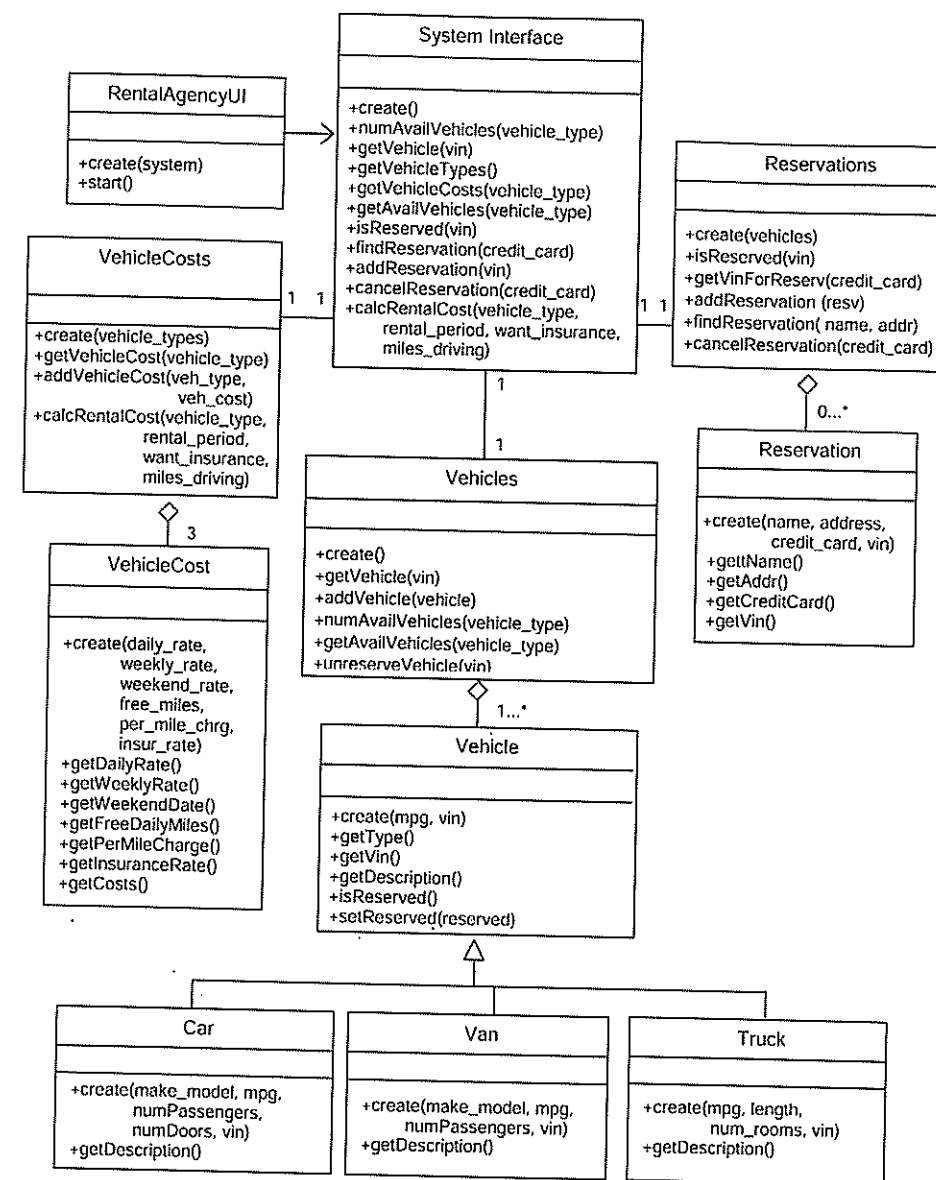 System Interface
+create()
+numAvailVehicles(vehicle_type)
+getVehicle(vin)
+getVehicleTypes()
+getVehicleCosts(vehicle_type)
+getAvailVehicles(vehicle_type)
+isReserved(vin)
+findReservation(credit_card)
+addReservation(vin)
+cancelReservation(credit_card)
+calcRentalCost(vehicle_type,
rental_period, want_insurance,
miles_driving)
RentalAgencyUI
+create(system)
+start()
Reservations
+create(vehicles)
+isReserved(vin)
+getVinForReserv(credit_card)
+addReservation (resv)
+findReservation( name, addr)
+cancelReservation(credit_card)
VehicleCosts
+create(vehicle_types)
+getVehicleCost(vehicle_type)
+addVehicleCost(veh_type,
veh_cost)
+calcRentalCost(vehicle_type,
rental_period,
want_insurance,
miles_driving)
1 1
1 1
1
1
0...*
Reservation
+create(name, address,
credit_card, vin)
+gettName()
+getAddr()
+getCreditCard()
+getVin()
Vehicles
+create()
+getVehicle(vin)
+addVehicle(vehicle)
+numAvailVehicles(vehicle_type)
+getAvailVehicles(vehicle_type)
+unreserveVehicle(vin)
3
VehicleCost
+create(daily_rate,
weekly_rate,
weekend_rate,
free_miles,
per_mile_chrg,
insur_rate)
+getDailyRate()
+getWeeklyRate()
+getWeekendDate()
+getFreeDailyMiles()
+getPerMileCharge()
+getInsuranceRate()
+getCosts()
1...*
Vehicle
+create(mpg, vin)
+getType()
+getVin()
+getDescription()
+isReserved()
+setReserved(reserved)
Car
+create(make_model, mpg,
numPassengers,
numDoors, vin)
+getDescription()
Van
+create(make_model, mpg,
numPassengers, vin)
+getDescription()
Truck
+create(mpg, length,
num_rooms, vin)
+getDescription()